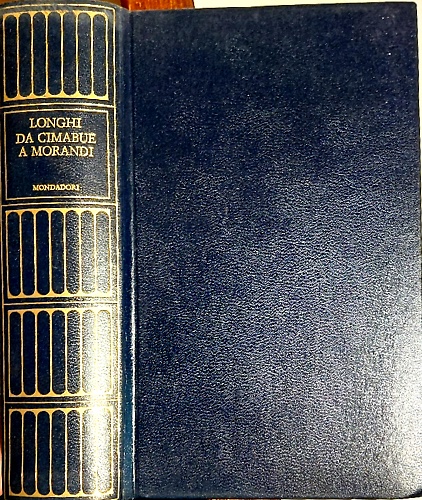 LONGHI
DA CIMABUE
A MORANDI
MONDADORI